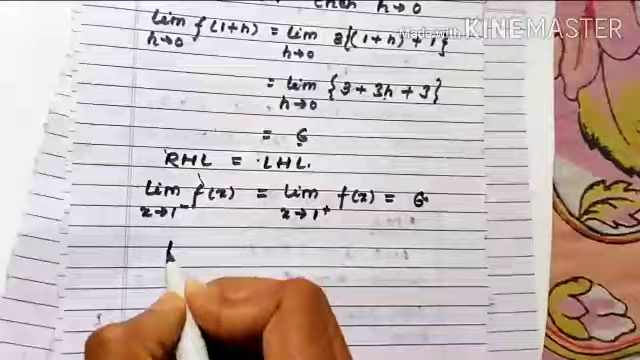 then h→0
lim h→0 f(1+h) = lim h→0 3{(1+h)+1}
= lim h→0 {3+3h+3}
= 6
RHL = LHL.
lim x→1⁻ f(x) = lim x→1⁺ f(x) = 6
Made With KINEMASTER